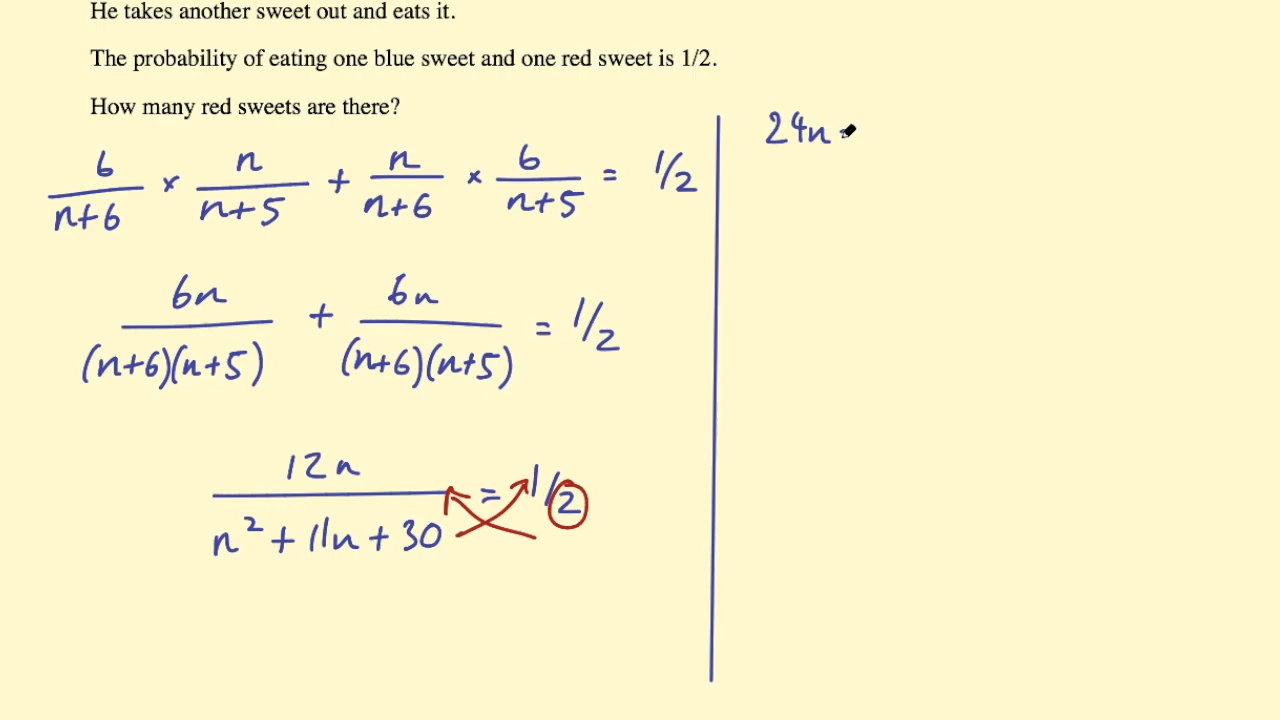 He takes another sweet out and eats it.
The probability of eating one blue sweet and one red sweet is 1/2.
How many red sweets are there?
6/(n+6) × n/(n+5) + n/(n+6) × 6/(n+5) = 1/2
6n/((n+6)(n+5)) + 6n/((n+6)(n+5)) = 1/2
12n/(n²+11n+30) = 1/2
24n